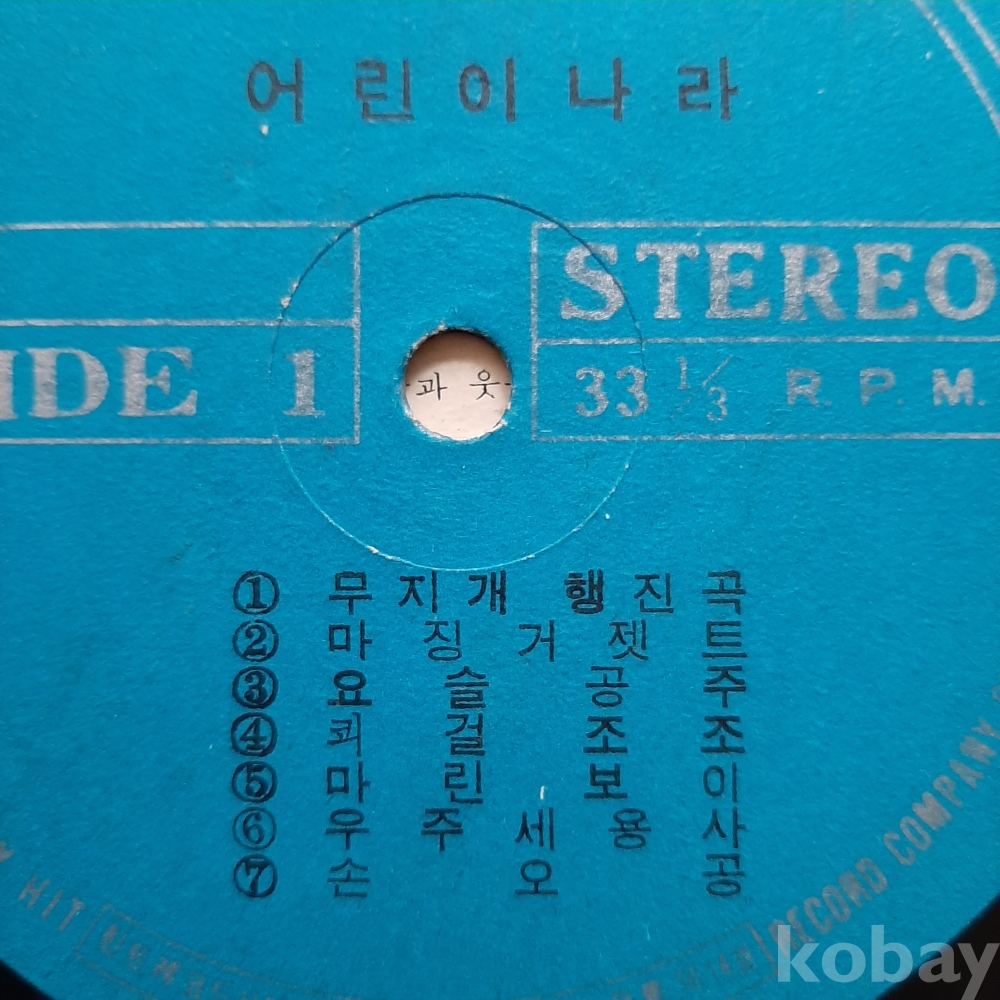 어린이나라
STEREO
IDE 1
33 1/3 R. P. M.
과 웃
① 무지개 행진곡
② 마징거젯트
③ 요슬공주
④ 쾨걸조조
⑤ 마린보이
⑥ 우주세용사
⑦ 손오공
HIT
RECORD COMPANY
kobay